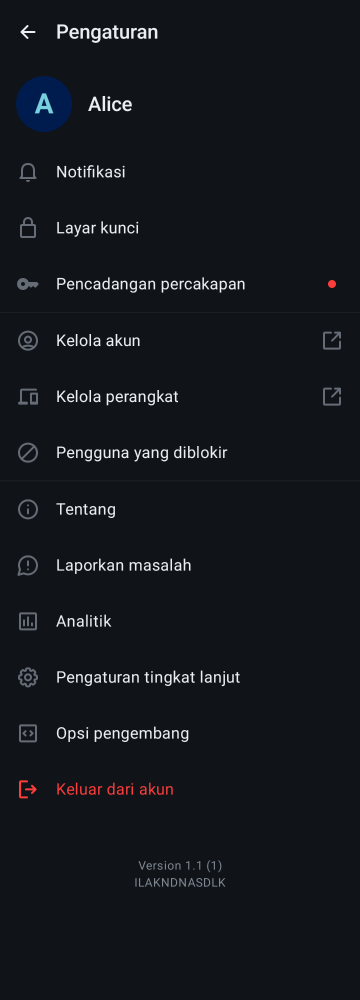 Pengaturan
A
Alice
Notifikasi
Layar kunci
Pencadangan percakapan
Kelola akun
Kelola perangkat
Pengguna yang diblokir
Tentang
Laporkan masalah
Analitik
Pengaturan tingkat lanjut
Opsi pengembang
Keluar dari akun
Version 1.1 (1)
ILAKNDNASDLK